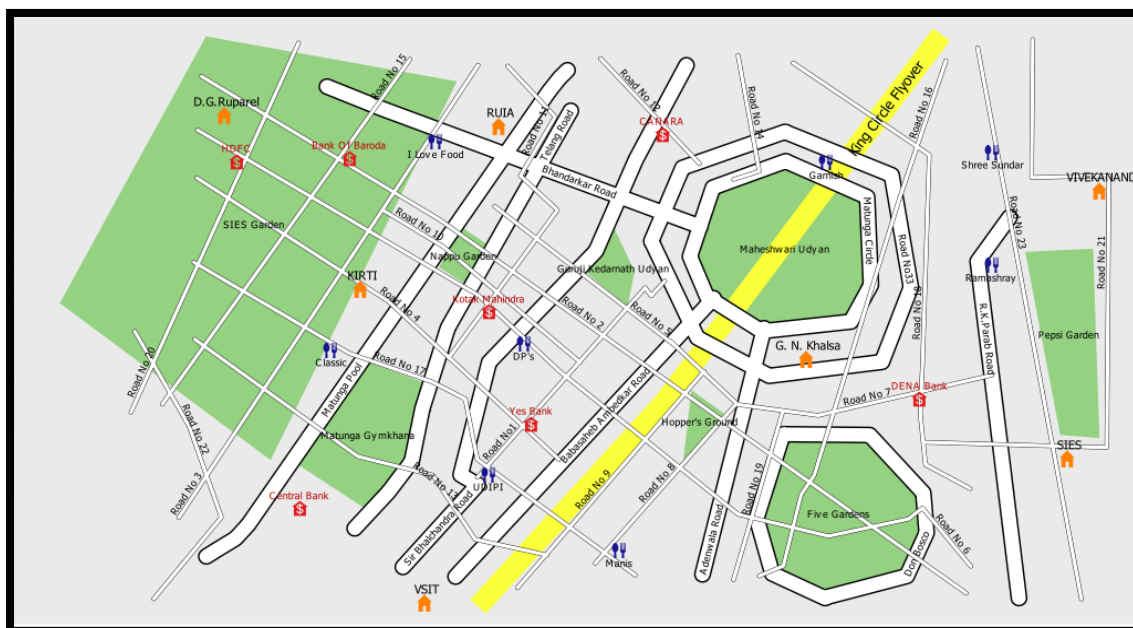 King Circle Flyover
Road No 15
Road No 12
Road No 16
Road No 14
D.G.Ruparel
RUIA
CANARA
Road No 11
Telang Road
HDFC
Bank Of Baroda
I Love Food
Garnish
Shree Sundar
VIVEKANAND
Bhandarkar Road
Matunga Circle
Road No33
Road No 23
Road No 21
SIES Garden
Road No 10
Nappu Garden
Guruji Kedarnath Udyan
Maheshwari Udyan
Ramashray
KIRTI
Road No 4
Kotak Mahindra
Road No 2
Road No 5
Road No 18
R.K.Parab Road
Pepsi Garden
Road No 20
Classic
Road No 17
DP's
G. N. Khalsa
Matunga Pool
Babasaheb Ambedkar Road
DENA Bank
Road No 7
Yes Bank
Hopper's Ground
Road No 22
Matunga Gymkhana
Road No1
SIES
Road No 3
Road No 13
UDIPI
Road No 9
Road No 8
Road No 19
Central Bank
Five Gardens
Sir Bhalchandra Road
Adenwala Road
Don Bosco
Road No 6
Manis
VSIT